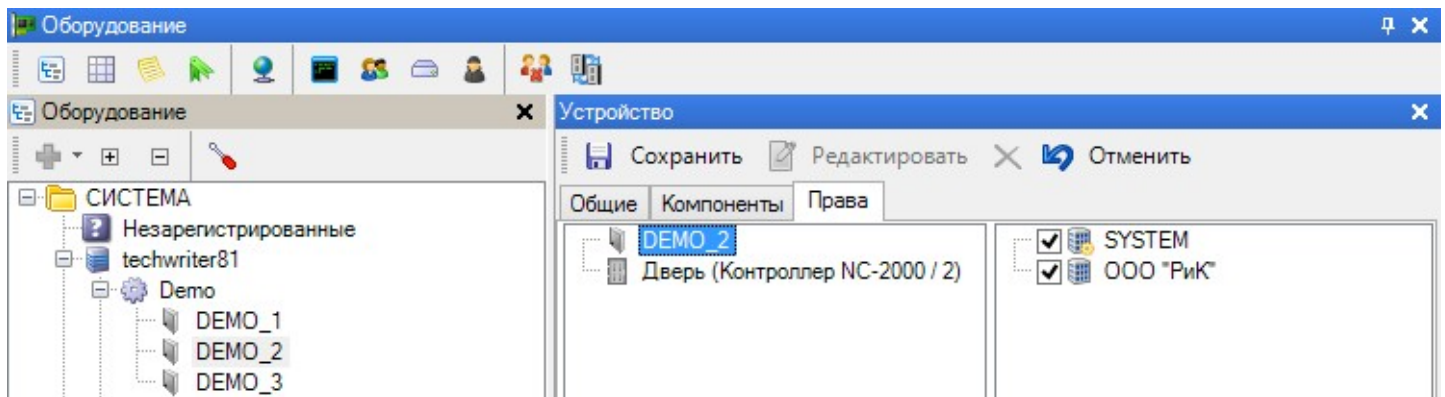 Оборудование
Оборудование
Устройство
Сохранить Редактировать Отменить
Общие Компоненты Права
СИСТЕМА
Незарегистрированные
techwriter81
Demo
DEMO_1
DEMO_2
DEMO_3
DEMO_2
Дверь (Контроллер NC-2000 / 2)
SYSTEM
ООО "РиК"